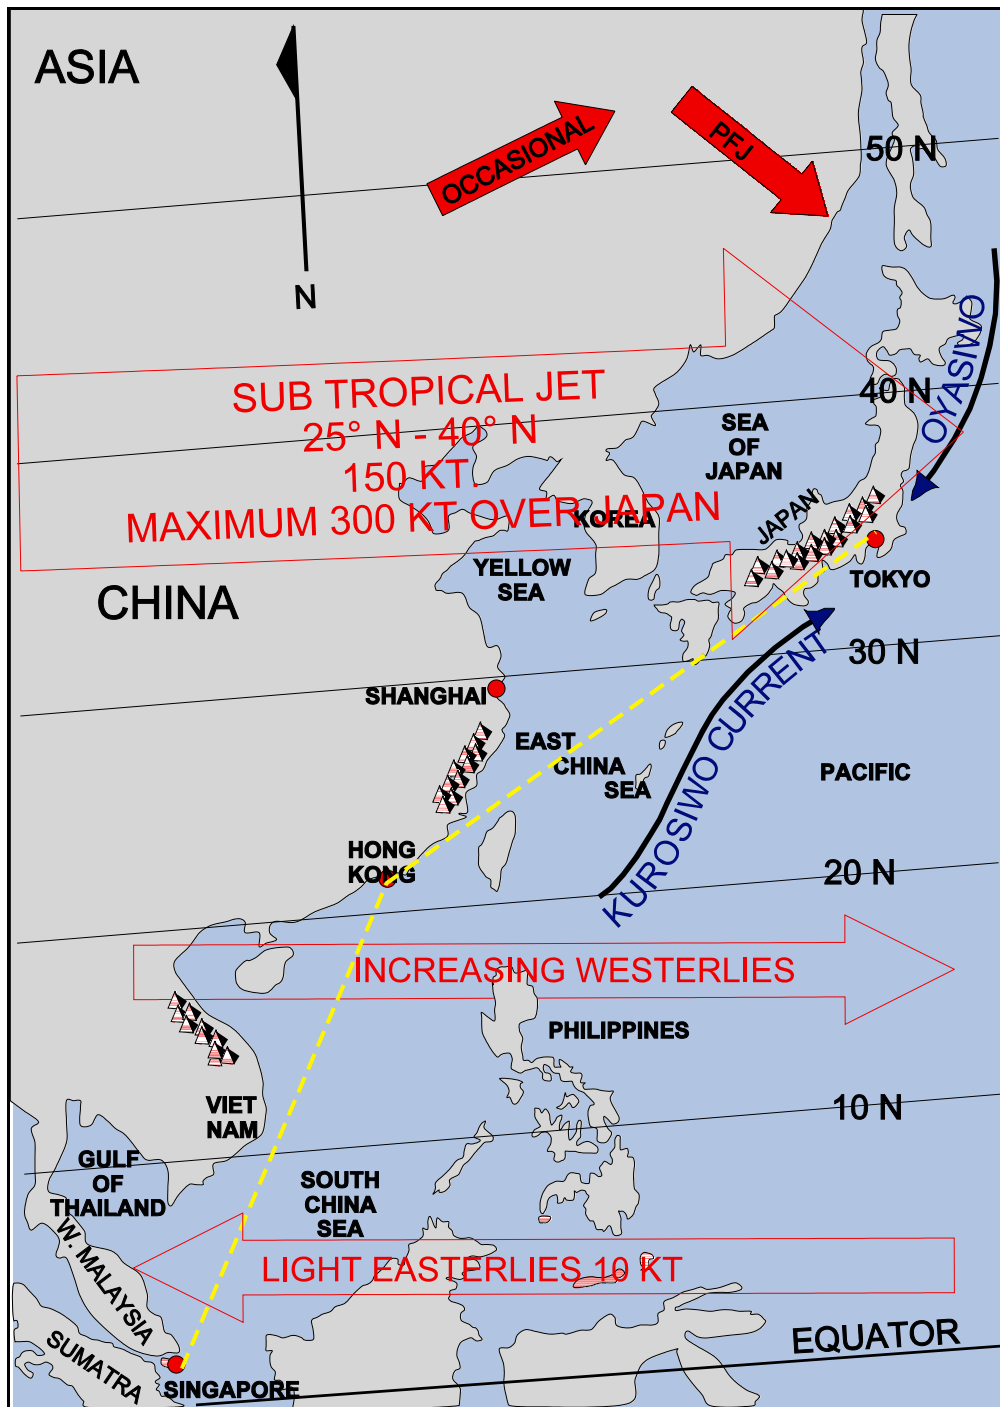 ASIA
OCCASIONAL
PFJ
50 N
N
OYASIWO
SUB TROPICAL JET
25° N - 40° N
150 KT.
MAXIMUM 300 KT OVER JAPAN
40 N
SEA
OF
JAPAN
KOREA
JAPAN
YELLOW
SEA
TOKYO
CHINA
30 N
SHANGHAI
EAST
CHINA
SEA
KUROSIWO CURRENT
PACIFIC
HONG
KONG
20 N
INCREASING WESTERLIES
PHILIPPINES
VIET
NAM
10 N
GULF
OF
THAILAND
SOUTH
CHINA
SEA
W. MALAYSIA
LIGHT EASTERLIES 10 KT
SUMATRA
SINGAPORE
EQUATOR